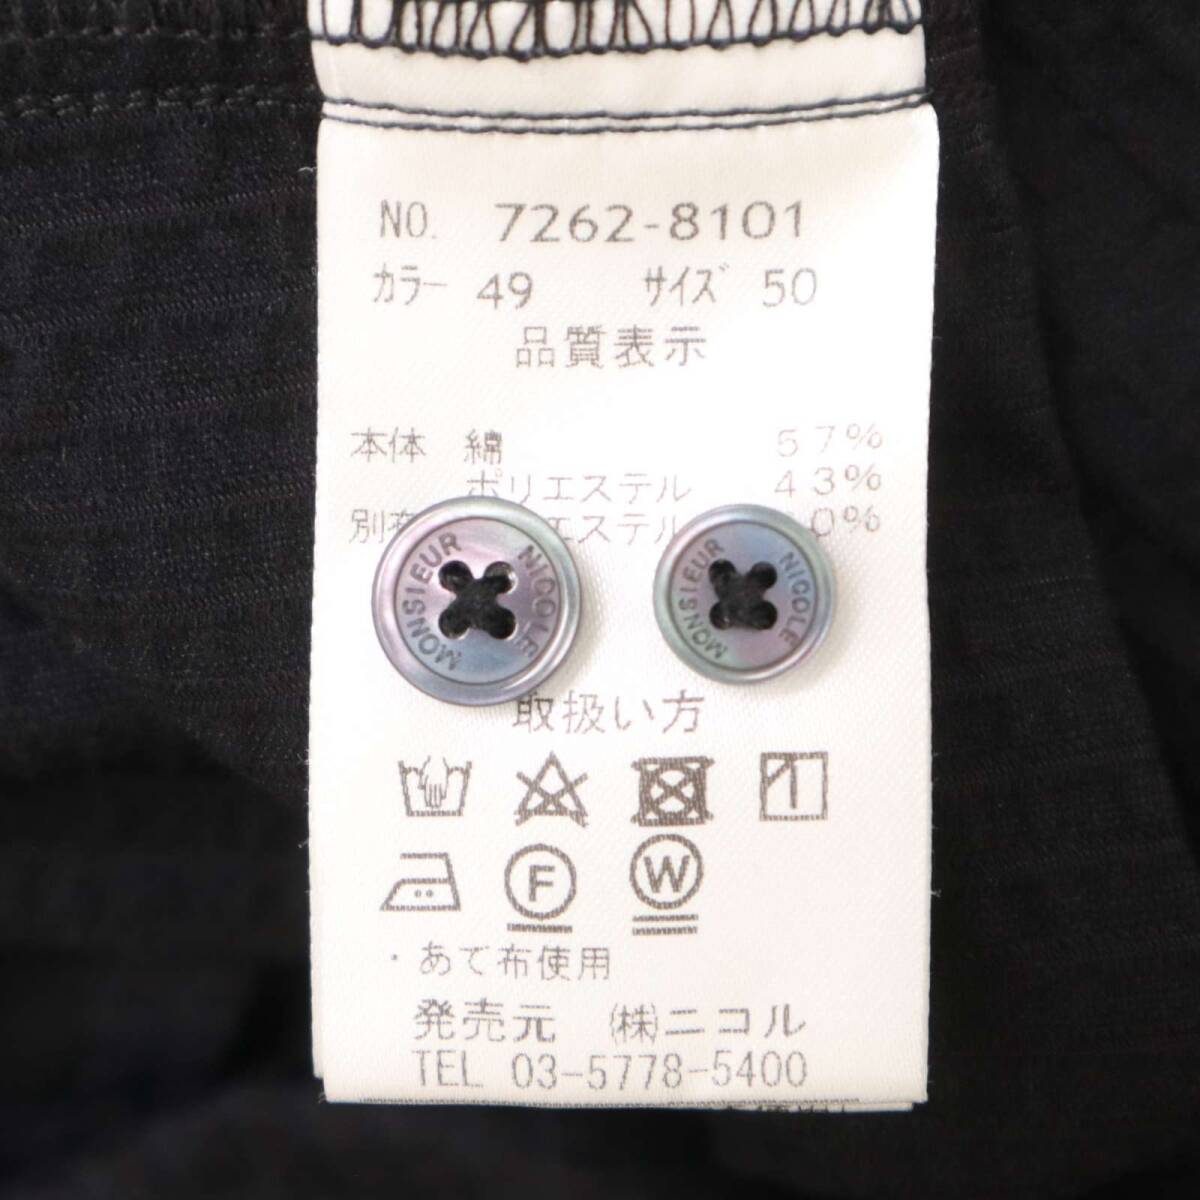 NO. 7262-8101
カラー 49 サイズ 50
品質表示
本体 綿 57%
ポリエステル 43%
0%
MONSIEUR NICOLE
MONSIEUR NICOLE
取扱い方
F W
・あて布使用
発売元 (株)ニコル
TEL 03-5778-5400